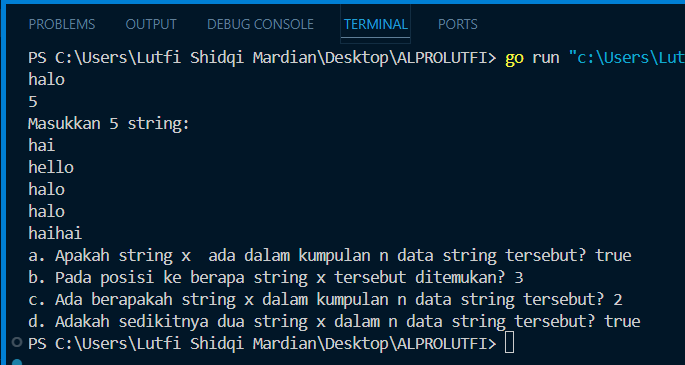 PROBLEMS OUTPUT DEBUG CONSOLE TERMINAL PORTS
PS C:\Users\Lutfi Shidqi Mardian\Desktop\ALPROLUTFI> go run "c:\Users\Lut
halo
5
Masukkan 5 string:
hai
hello
halo
halo
haihai
a. Apakah string x  ada dalam kumpulan n data string tersebut? true
b. Pada posisi ke berapa string x tersebut ditemukan? 3
c. Ada berapakah string x dalam kumpulan n data string tersebut? 2
d. Adakah sedikitnya dua string x dalam n data string tersebut? true
PS C:\Users\Lutfi Shidqi Mardian\Desktop\ALPROLUTFI>